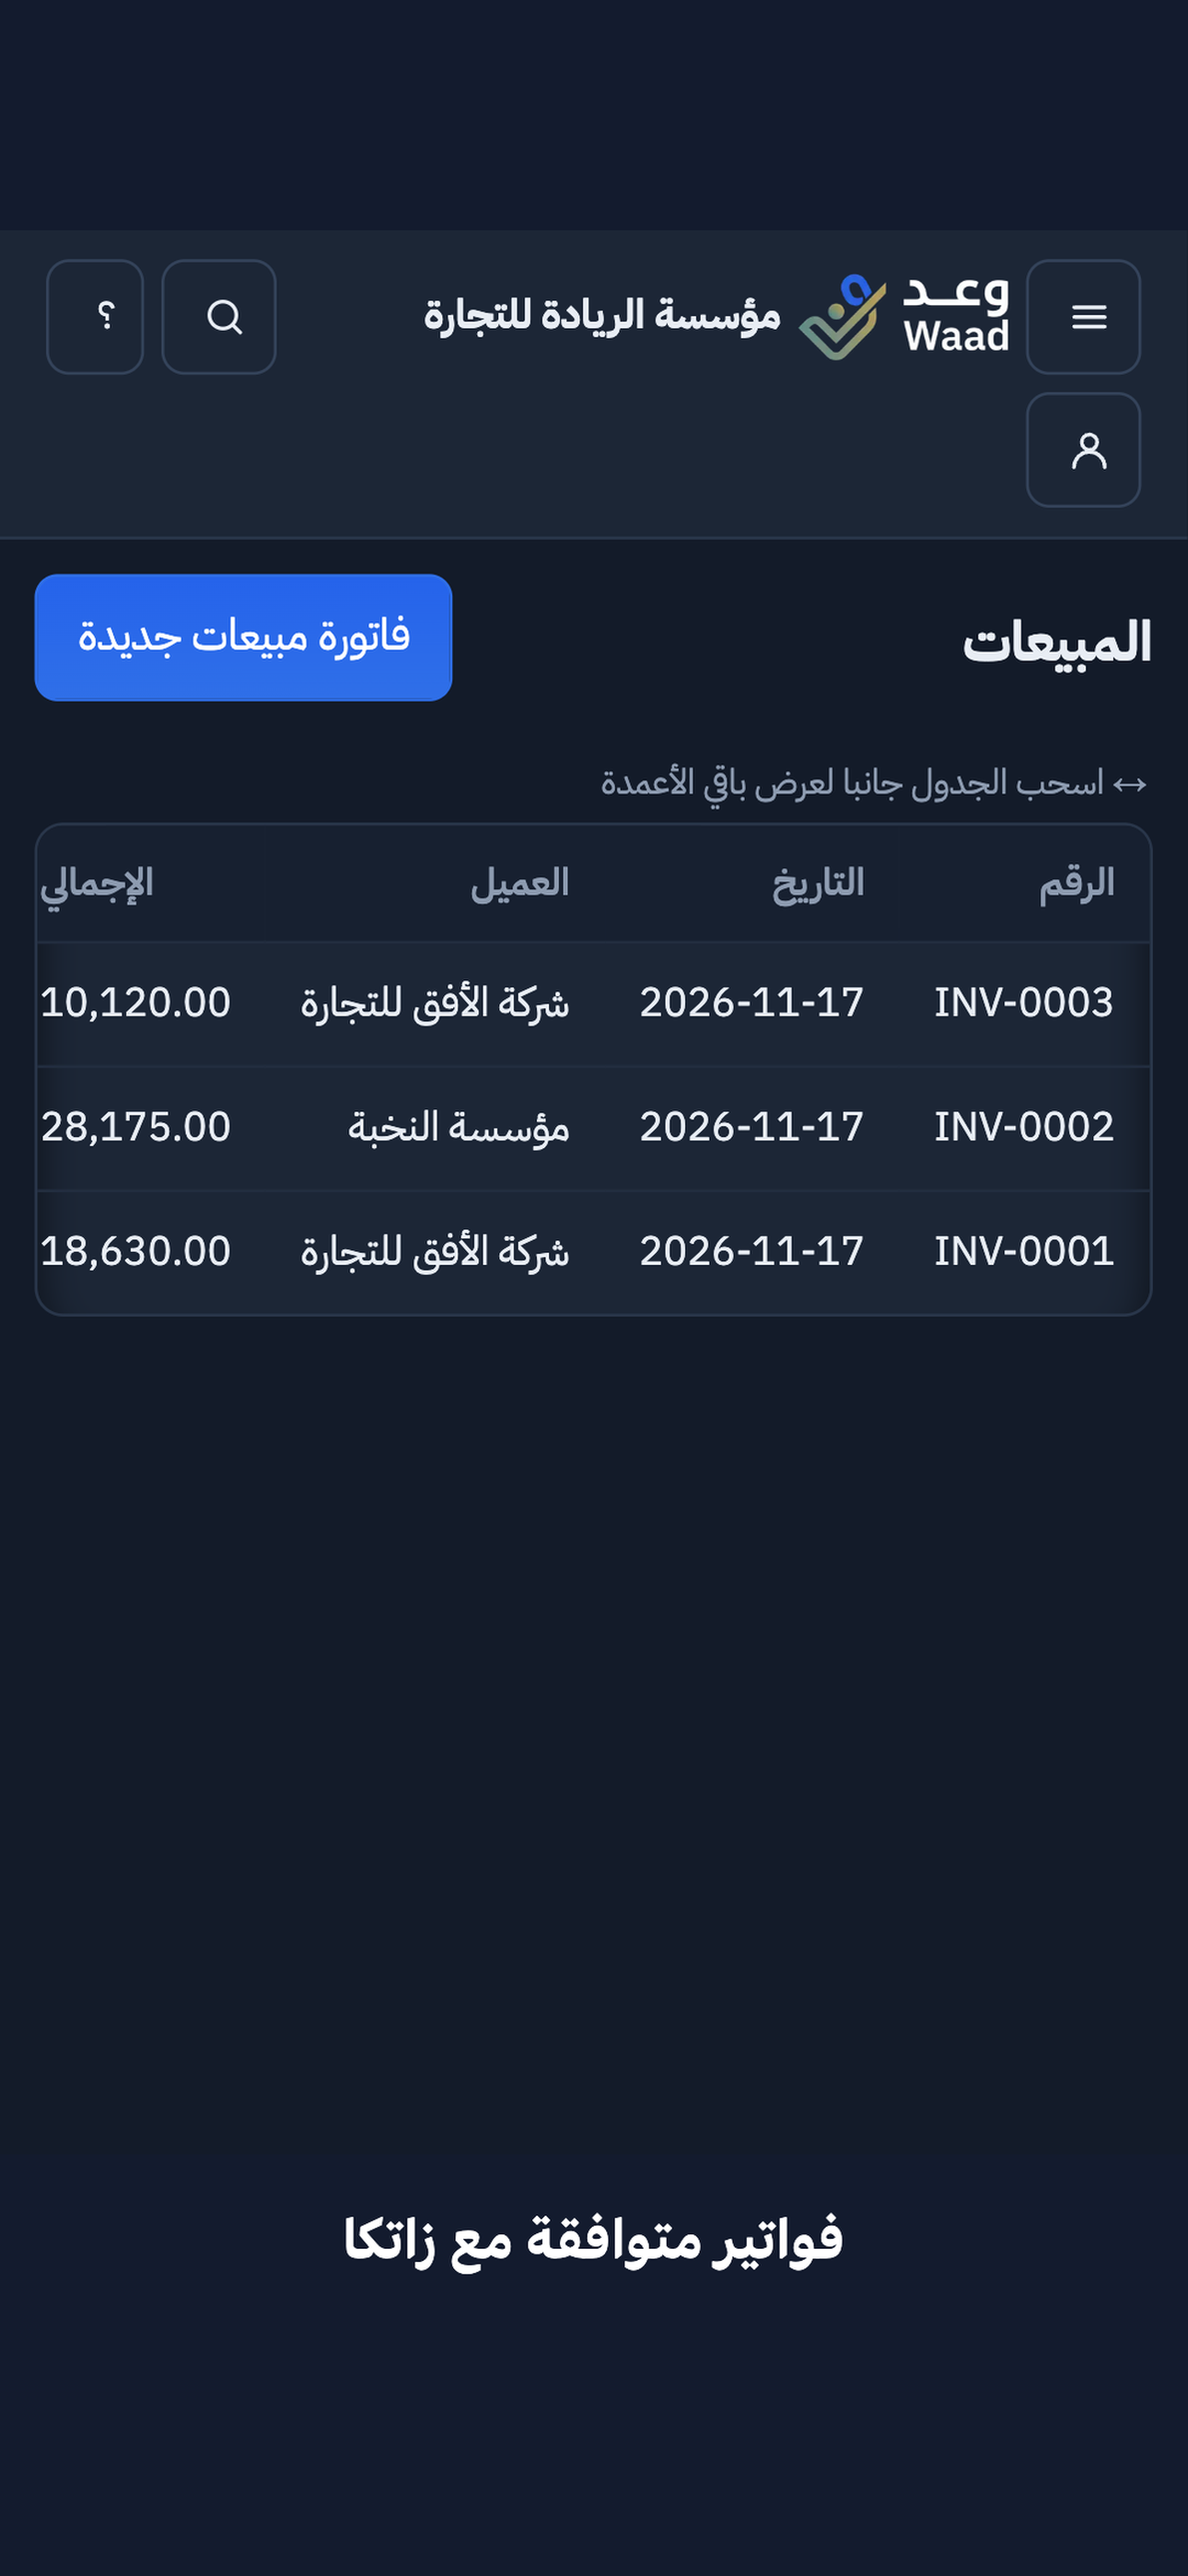 وعد
Waad
مؤسسة الريادة للتجارة
؟
المبيعات
فاتورة مبيعات جديدة
↔ اسحب الجدول جانبا لعرض باقي الأعمدة
الرقم التاريخ العميل الإجمالي
INV-0003 2026-11-17 شركة الأفق للتجارة 10,120.00
INV-0002 2026-11-17 مؤسسة النخبة 28,175.00
INV-0001 2026-11-17 شركة الأفق للتجارة 18,630.00
فواتير متوافقة مع زاتكا